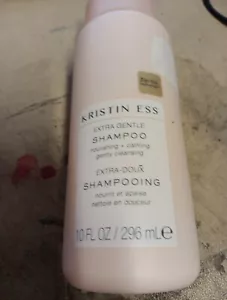 KRISTIN ESS
EXTRA GENTLE
SHAMPOO
nourishing + calming
gently cleansing
EXTRA-DOUX
SHAMPOOING
nourrit et apaise
nettoie en douceur
10 FL OZ / 296 mLe